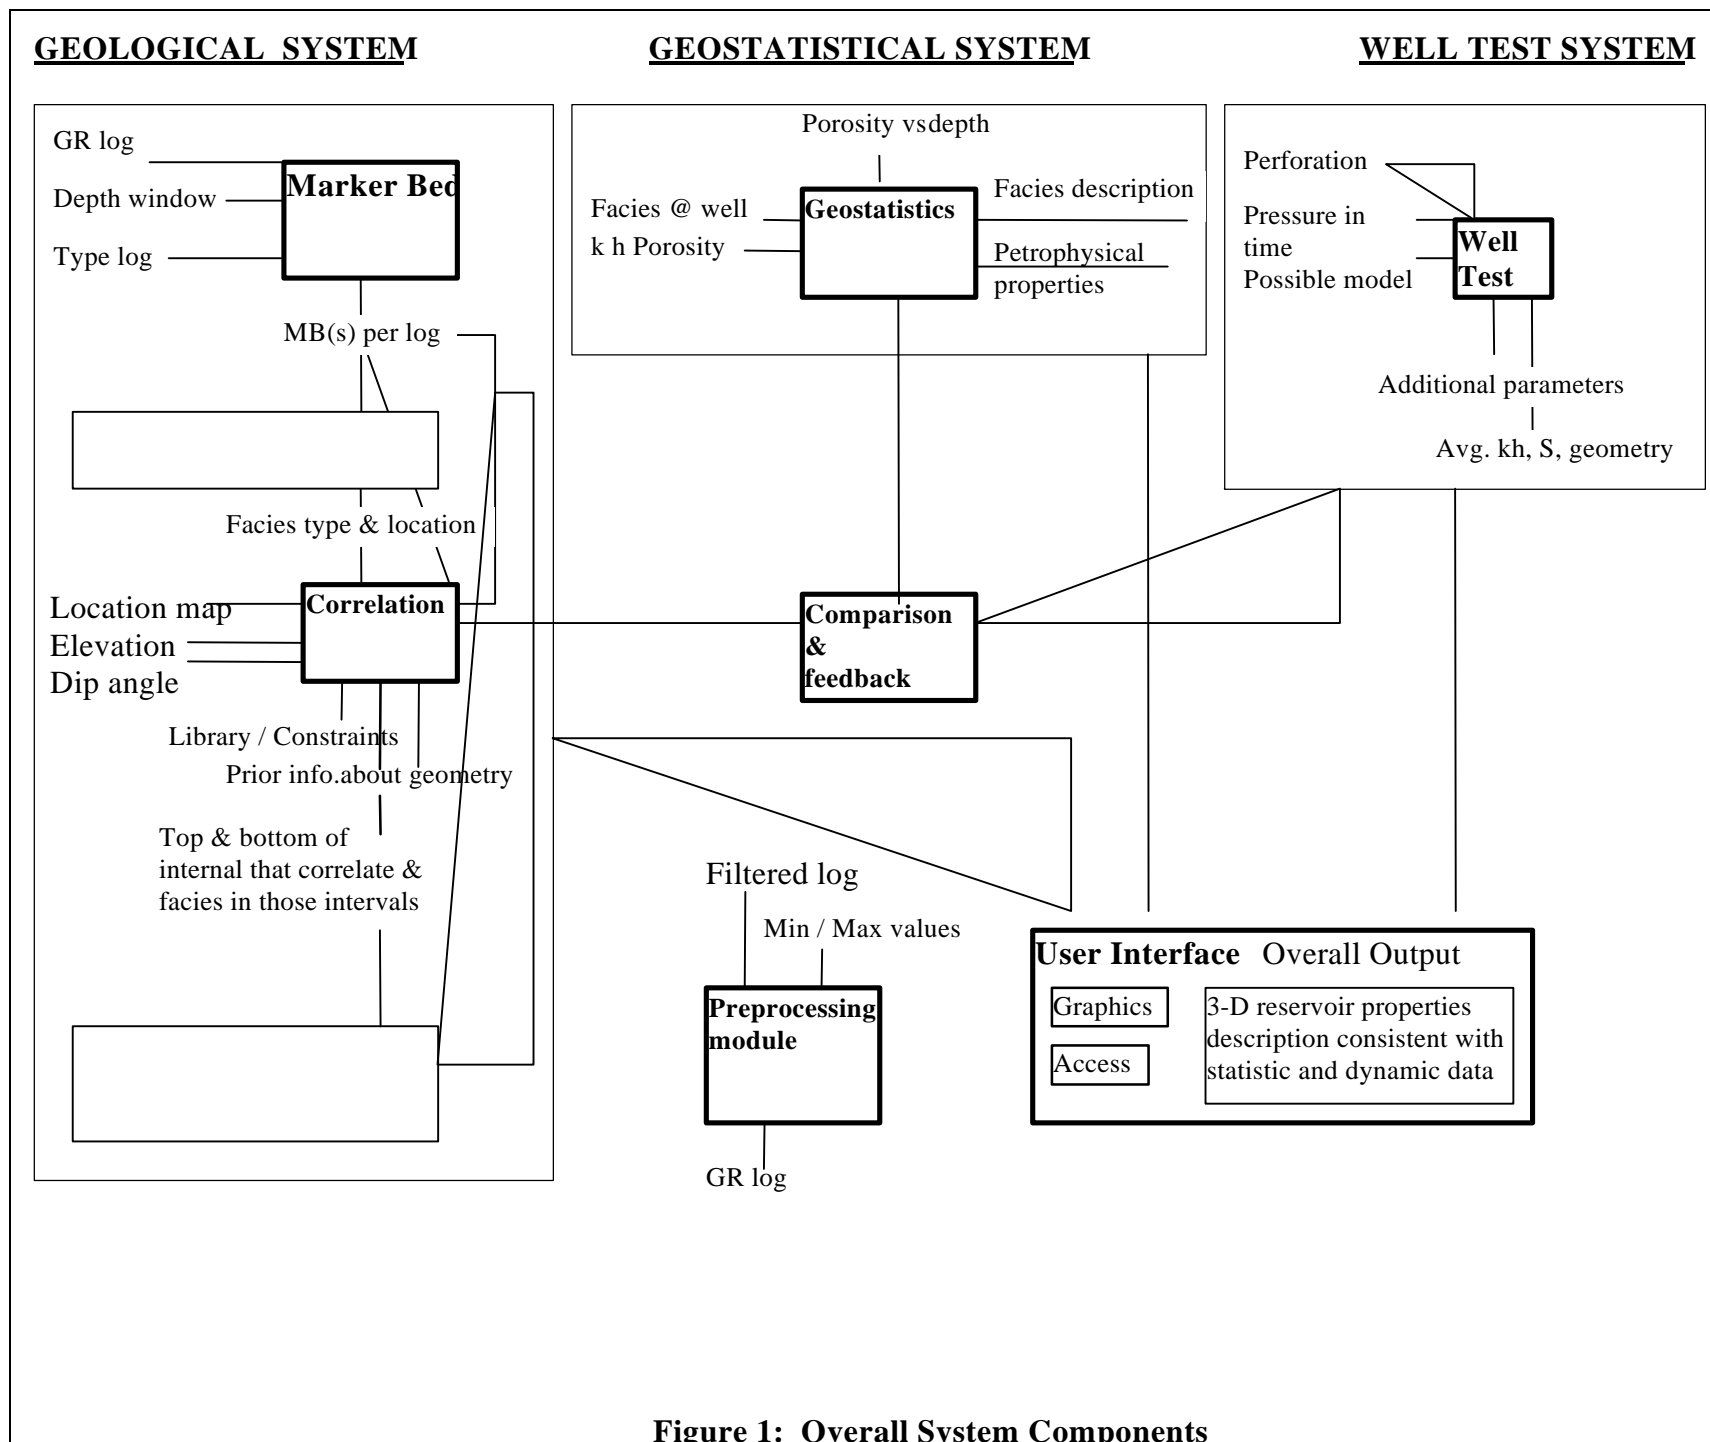 GEOLOGICAL  SYSTEM
GEOSTATISTICAL SYSTEM
WELL TEST SYSTEM
GR log
Depth window
Type log
Marker Bed
MB(s) per log
Facies type & location
Location map
Elevation
Dip angle
Correlation
Library / Constraints
Prior info.about geometry
Top & bottom of
internal that correlate &
facies in those intervals
Porosity vsdepth
Facies @ well
k h Porosity
Geostatistics
Facies description
Petrophysical
properties
Comparison
&
feedback
Perforation
Pressure in
time
Possible model
Well
Test
Additional parameters
Avg. kh, S, geometry
Filtered log
Min / Max values
Preprocessing
module
GR log
User Interface  Overall Output
Graphics
Access
3-D reservoir properties
description consistent with
statistic and dynamic data
Figure 1:  Overall System Components